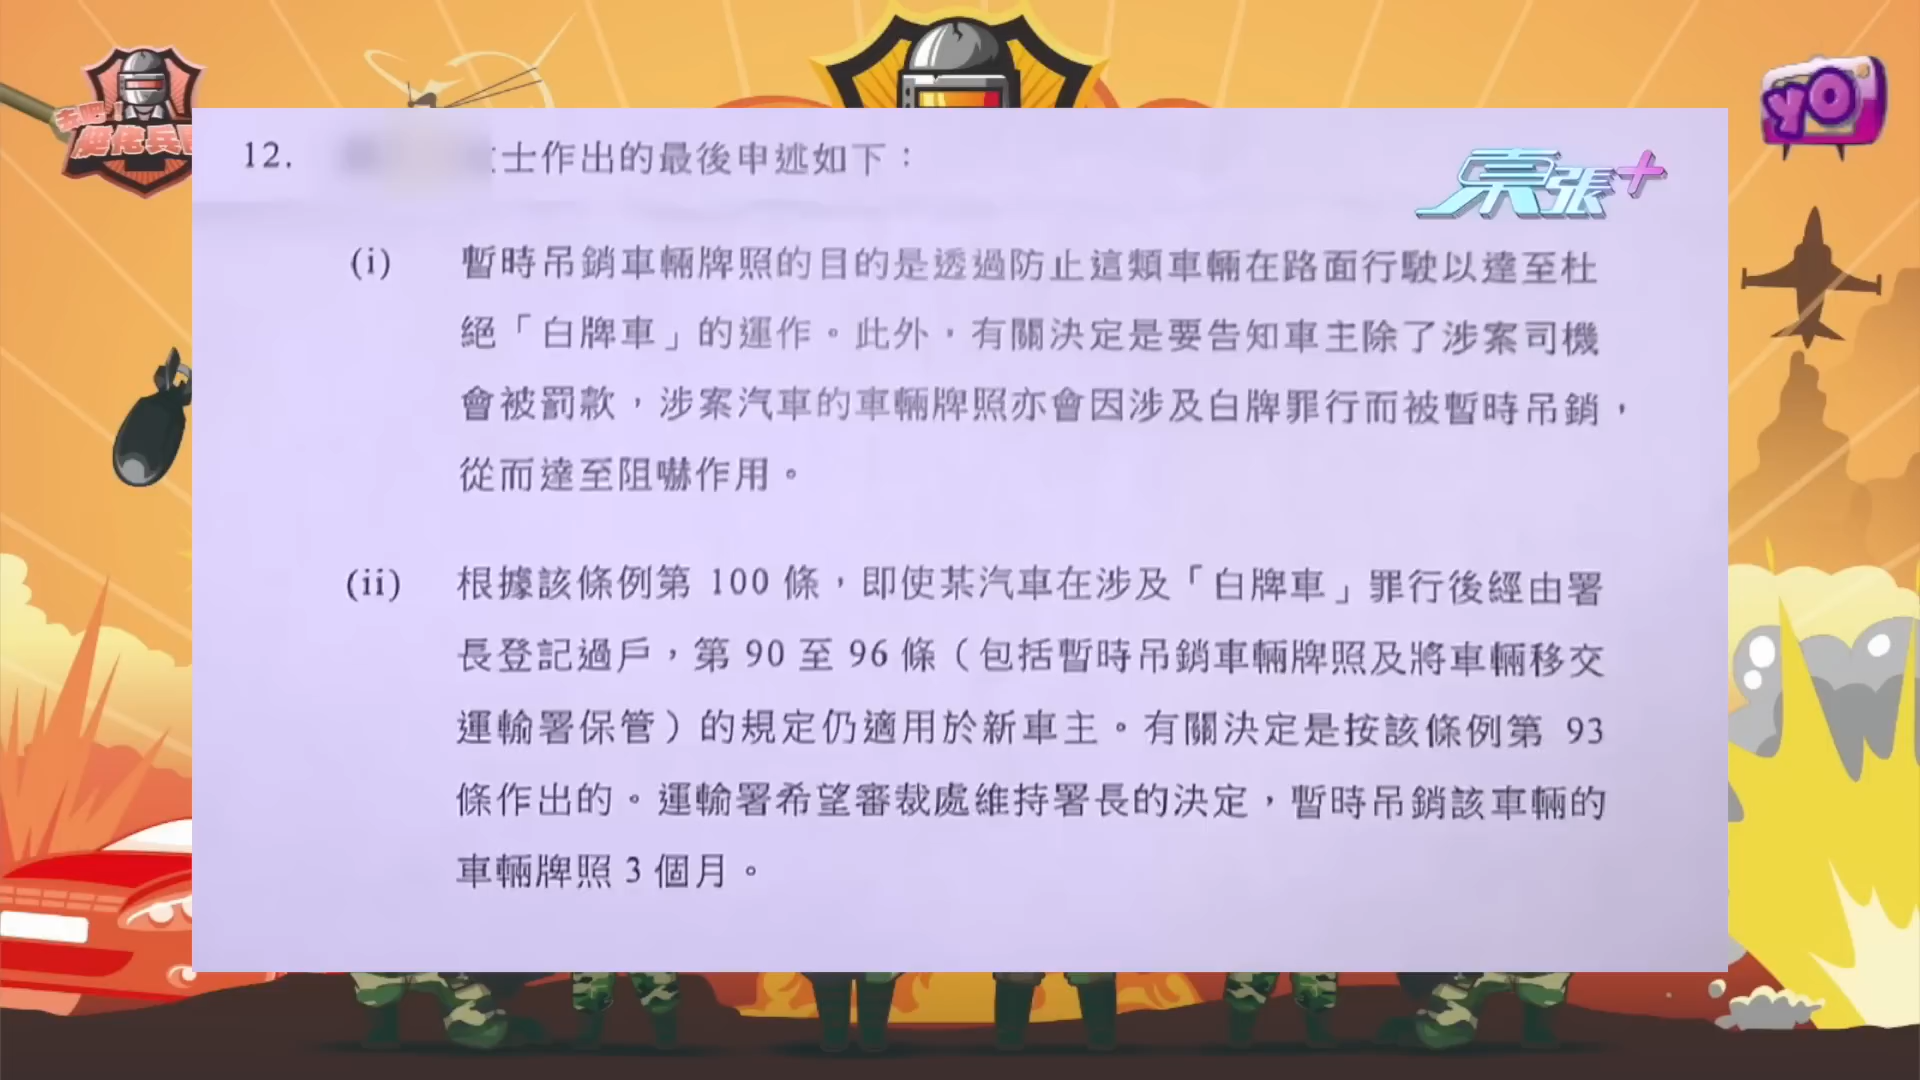 去吧!
艇佬兵團
YO
東張+
12. 女士作出的最後申述如下：
(i) 暫時吊銷車輛牌照的目的是透過防止這類車輛在路面行駛以達至杜
絕「白牌車」的運作。此外，有關決定是要告知車主除了涉案司機
會被罰款，涉案汽車的車輛牌照亦會因涉及白牌罪行而被暫時吊銷，
從而達至阻嚇作用。
(ii) 根據該條例第 100 條，即使某汽車在涉及「白牌車」罪行後經由署
長登記過戶，第 90 至 96 條（包括暫時吊銷車輛牌照及將車輛移交
運輸署保管）的規定仍適用於新車主。有關決定是按該條例第 93
條作出的。運輸署希望審裁處維持署長的決定，暫時吊銷該車輛的
車輛牌照 3 個月。